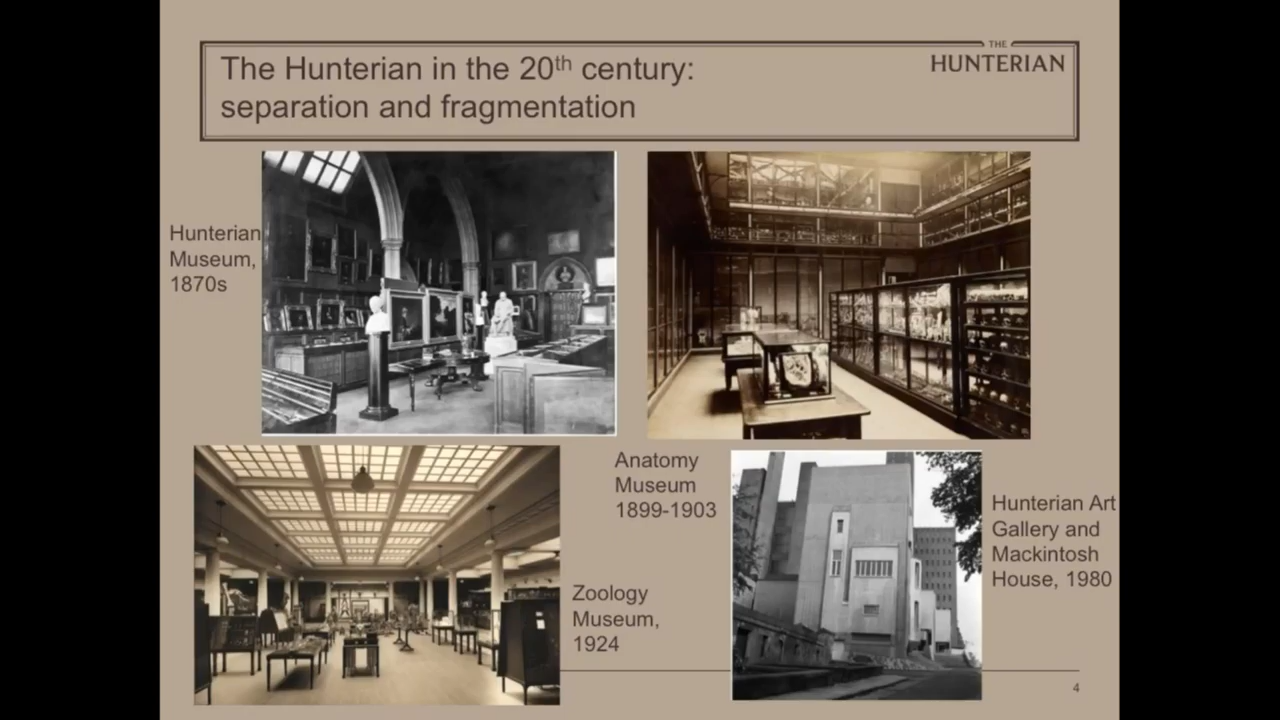 The Hunterian in the 20th century:
separation and fragmentation
THE
HUNTERIAN
Hunterian
Museum,
1870s
Anatomy
Museum
1899-1903
Zoology
Museum,
1924
Hunterian Art
Gallery and
Mackintosh
House, 1980
4